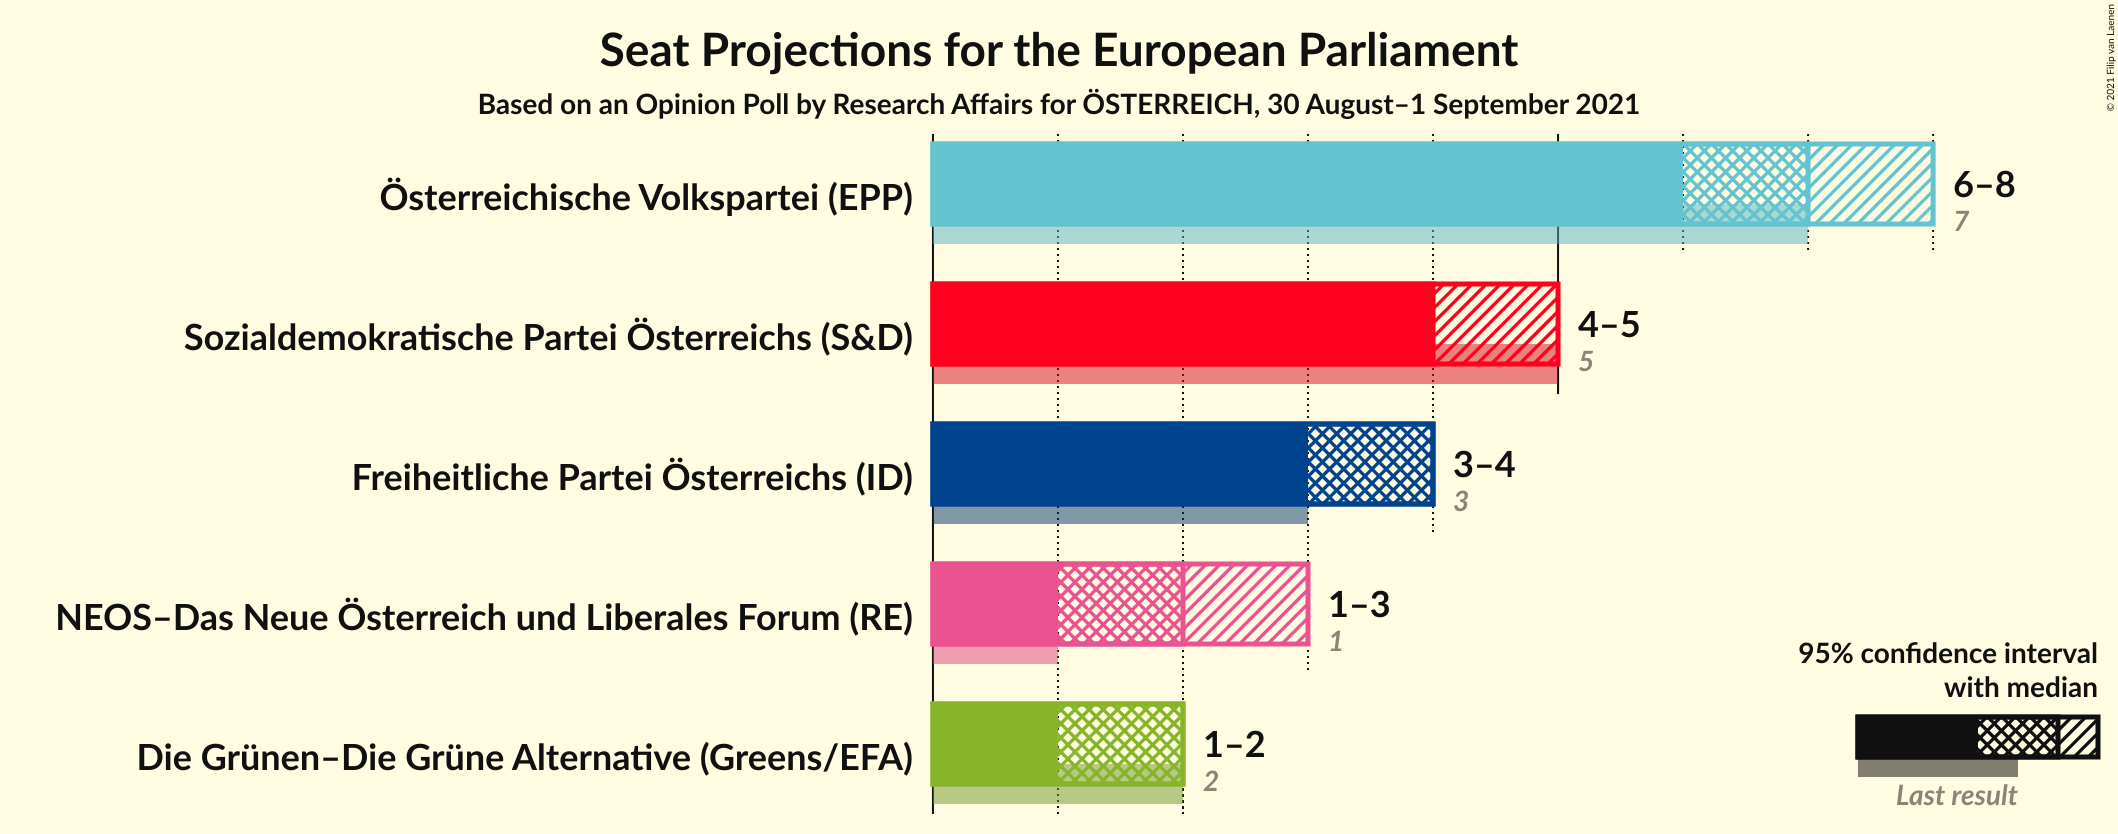 Seat Projections for the European Parliament
Based on an Opinion Poll by Research Affairs for ÖSTERREICH, 30 August–1 September 2021
© 2021 Filip van Laenen
Österreichische Volkspartei (EPP)
6–8
7
Sozialdemokratische Partei Österreichs (S&D)
4–5
5
Freiheitliche Partei Österreichs (ID)
3–4
3
NEOS–Das Neue Österreich und Liberales Forum (RE)
1–3
1
Die Grünen–Die Grüne Alternative (Greens/EFA)
1–2
2
95% confidence interval
with median
Last result